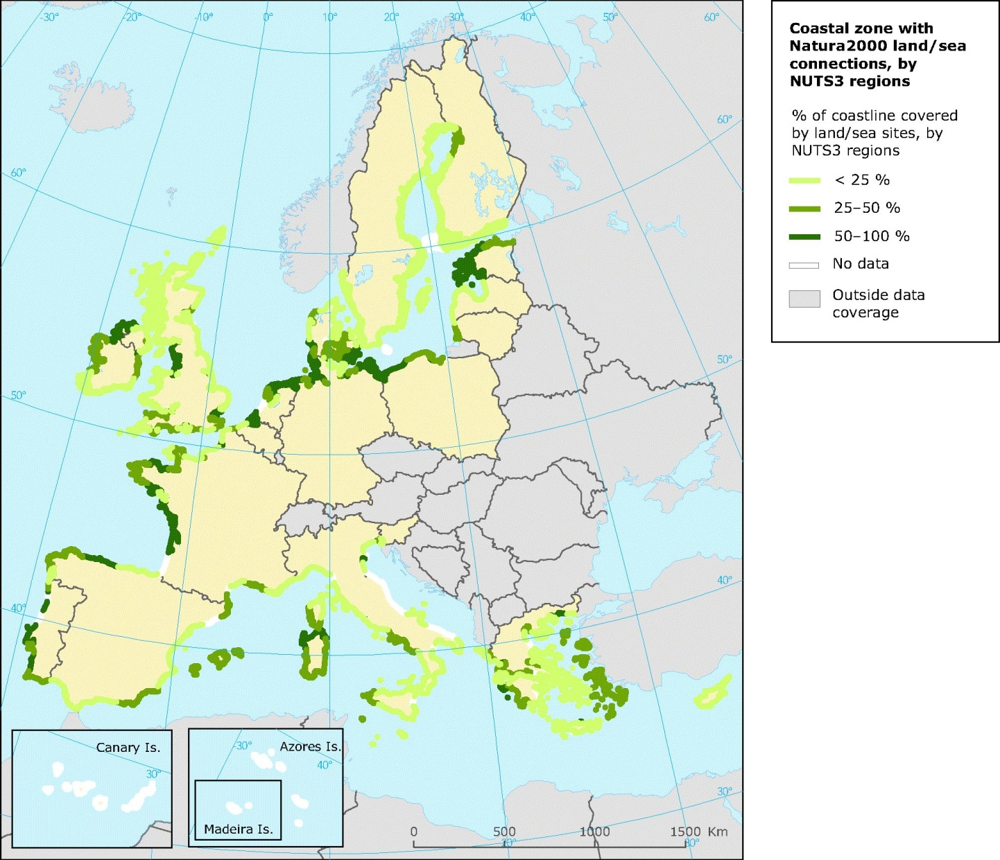 -30°
-20°
-10°
0°
10°
20°
30°
40°
50°
60°
60°
60°
50°
50°
40°
40°
Coastal zone with
Natura2000 land/sea
connections, by
NUTS3 regions
% of coastline covered
by land/sea sites, by
NUTS3 regions
< 25 %
25–50 %
50–100 %
No data
Outside data
coverage
Canary Is.
30°
-30°
Azores Is.
40°
Madeira Is.
30°
0 500 1000 1500 Km
20°